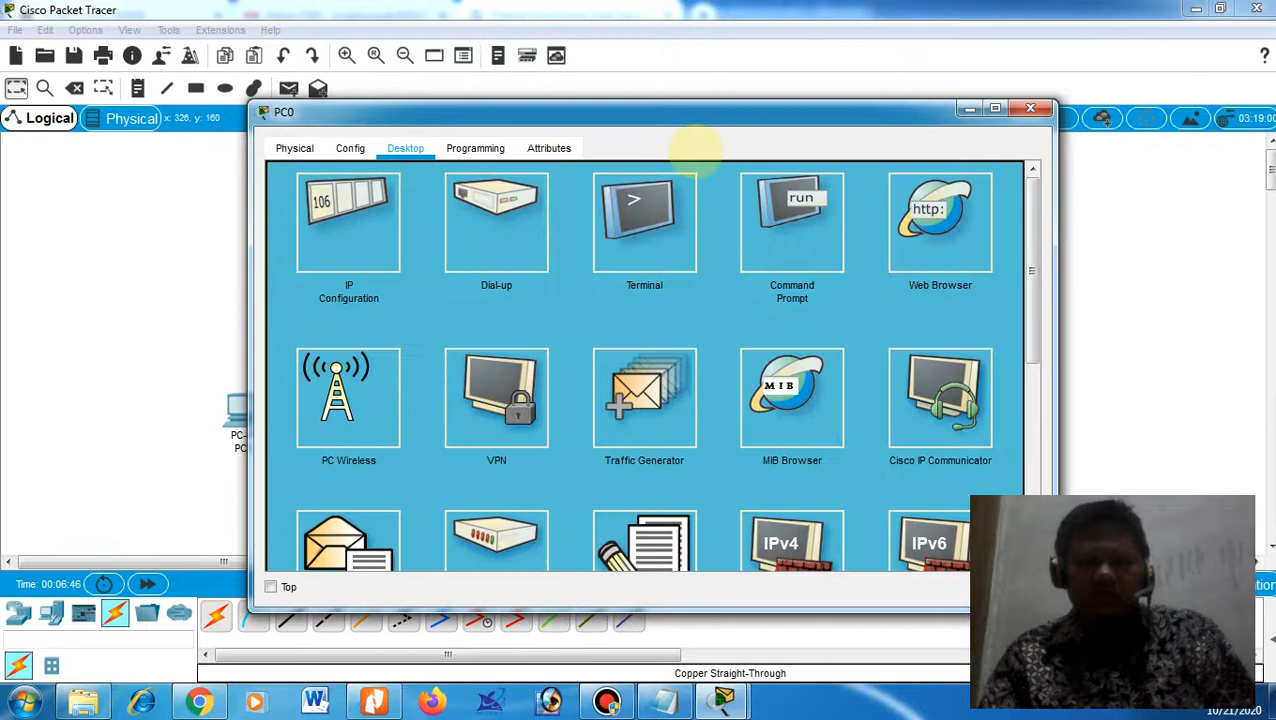 Cisco Packet Tracer
File Edit Options View Tools Extensions Help
Logical Physical x: 326, y: 160
03:19:00
PC0
Physical Config Desktop Programming Attributes
106
>
run
http:
IP Configuration
Dial-up
Terminal
Command Prompt
Web Browser
MIB
PC Wireless
VPN
Traffic Generator
MIB Browser
Cisco IP Communicator
IPv4
IPv6
PC-
PC
Top
Time: 00:06:46
Copper Straight-Through
10/21/2020